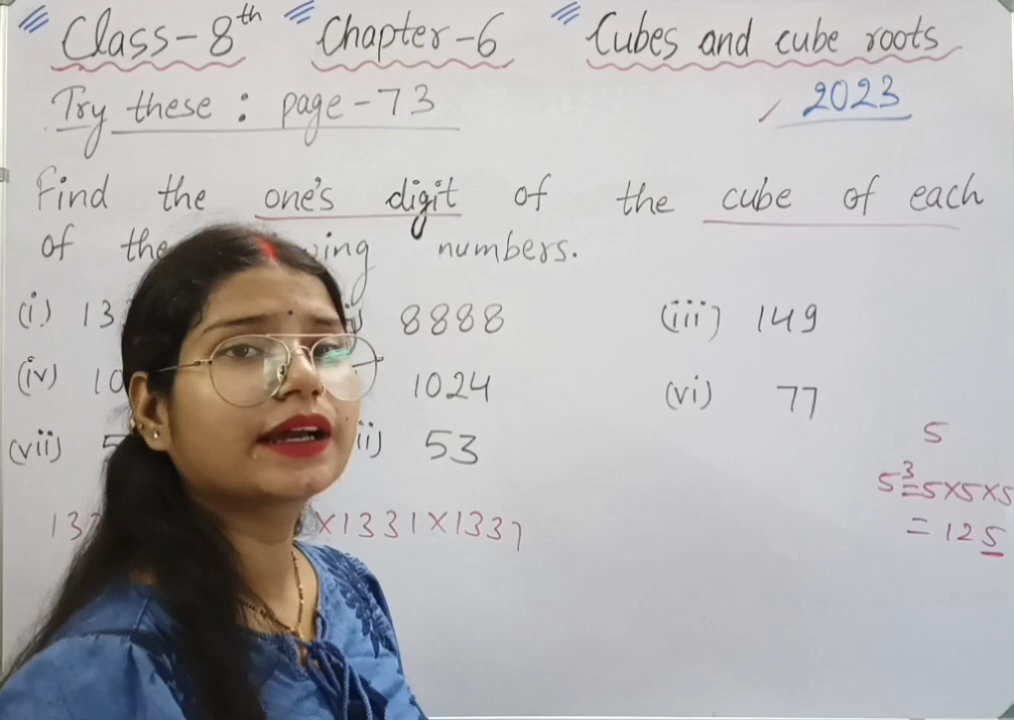 Class-8th Chapter-6 Cubes and cube roots
Try these : page-73 2023
Find the one's digit of the cube of each
of numbers.
(i) 8888 (iii) 149
(iv) 1024 (vi) 77
(vii) 53
5
5³=5×5×5
×1331×1331
= 125